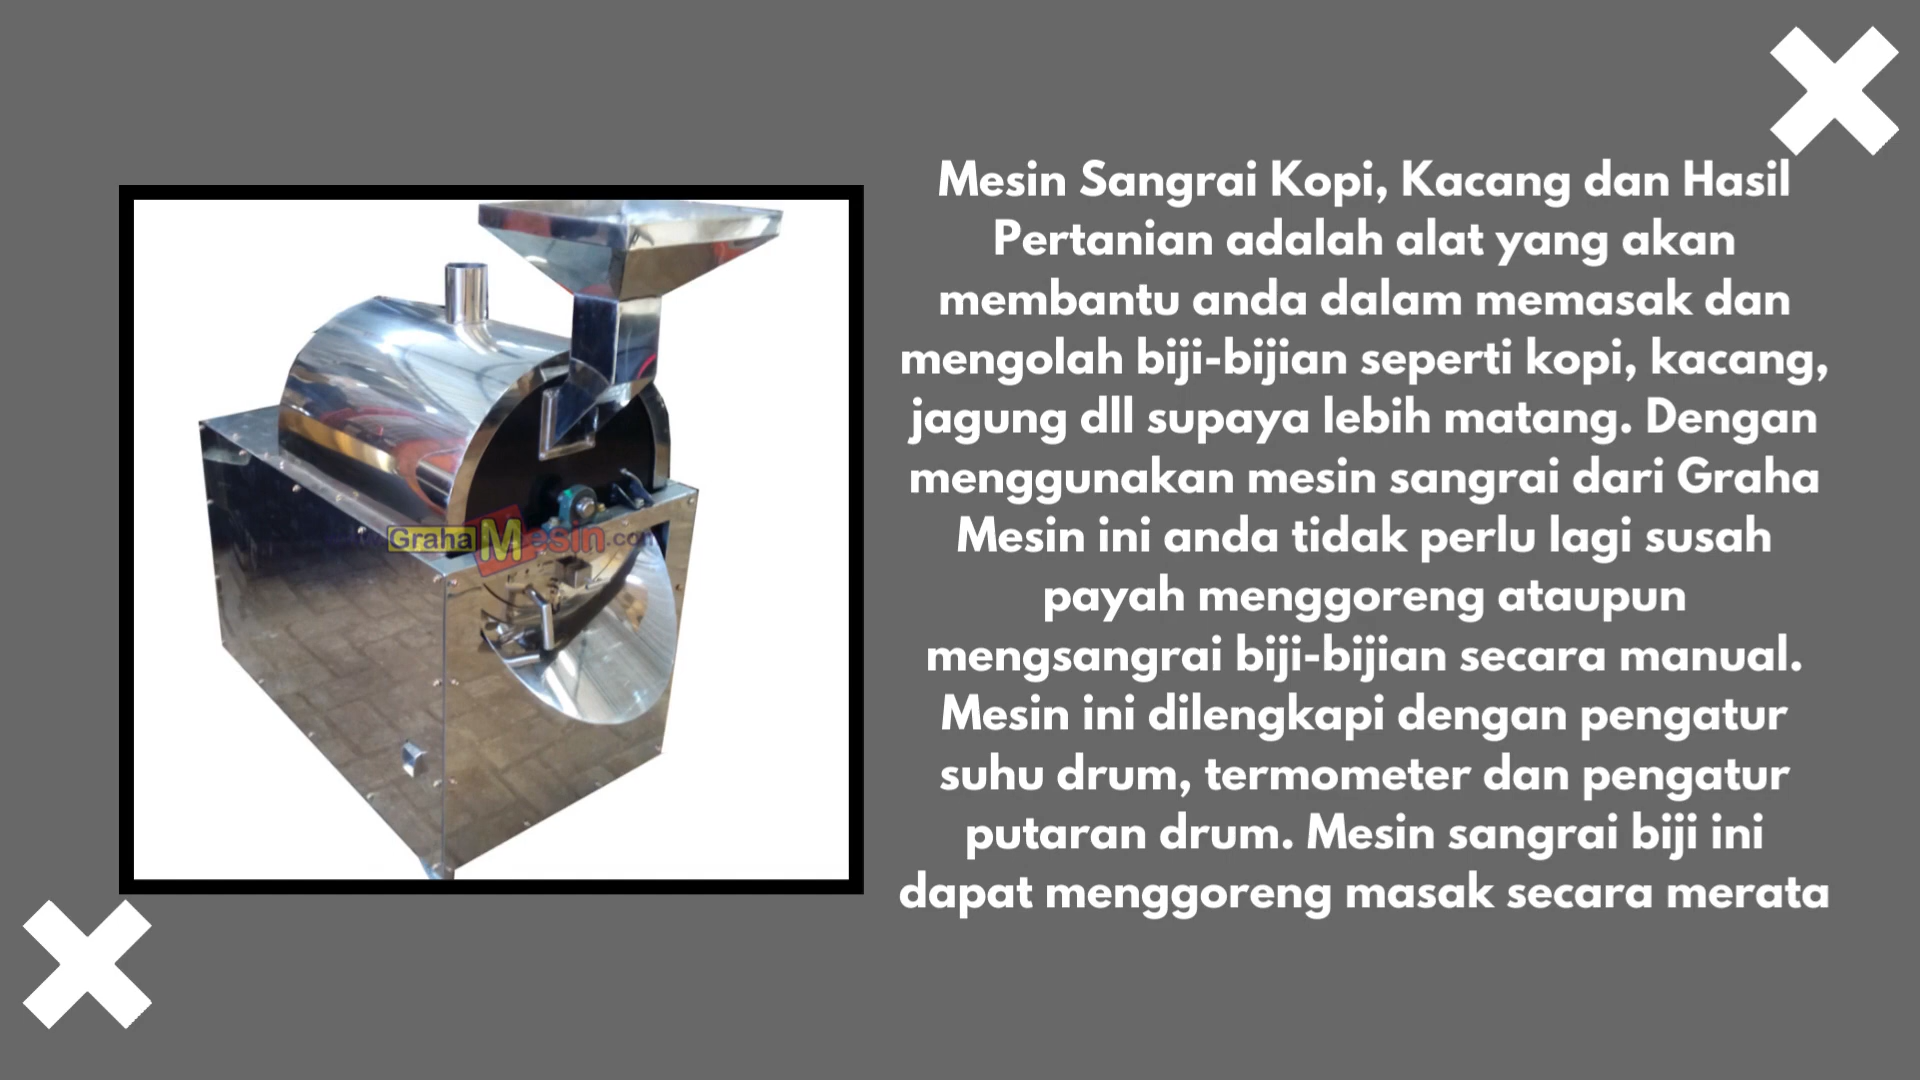 GrahaMesin.com
Mesin Sangrai Kopi, Kacang dan Hasil
Pertanian adalah alat yang akan
membantu anda dalam memasak dan
mengolah biji-bijian seperti kopi, kacang,
jagung dll supaya lebih matang. Dengan
menggunakan mesin sangrai dari Graha
Mesin ini anda tidak perlu lagi susah
payah menggoreng ataupun
mengsangrai biji-bijian secara manual.
Mesin ini dilengkapi dengan pengatur
suhu drum, termometer dan pengatur
putaran drum. Mesin sangrai biji ini
dapat menggoreng masak secara merata